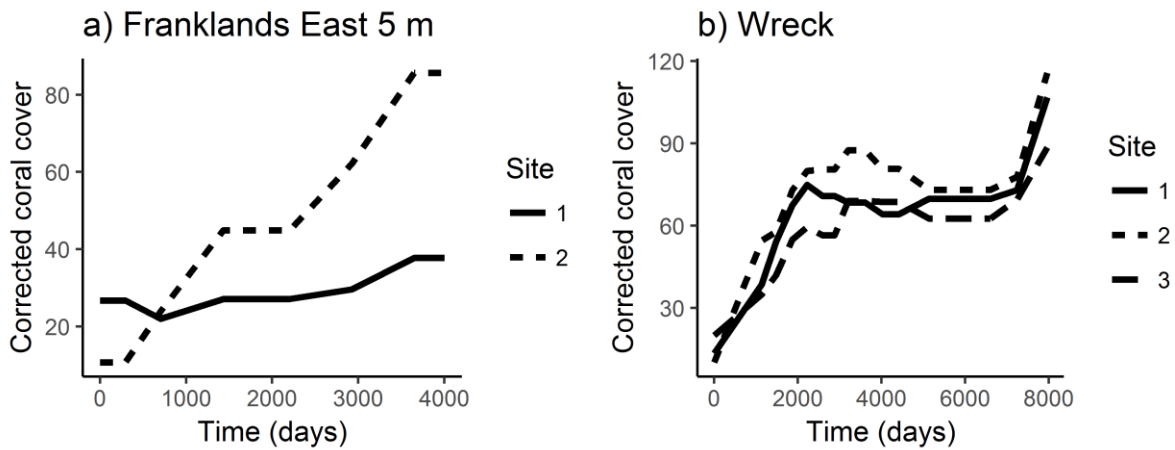 a) Franklands East 5 m
Corrected coral cover
80
60
40
20
0 1000 2000 3000 4000
Time (days)
Site
1
2
b) Wreck
Corrected coral cover
120
90
60
30
0 2000 4000 6000 8000
Time (days)
Site
1
2
3